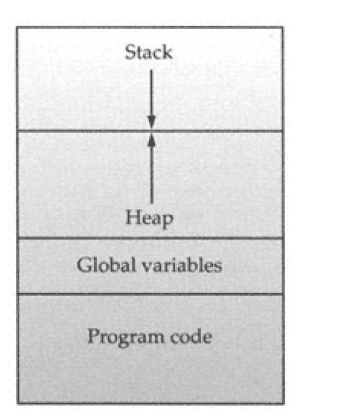 Stack
Heap
Global variables
Program code